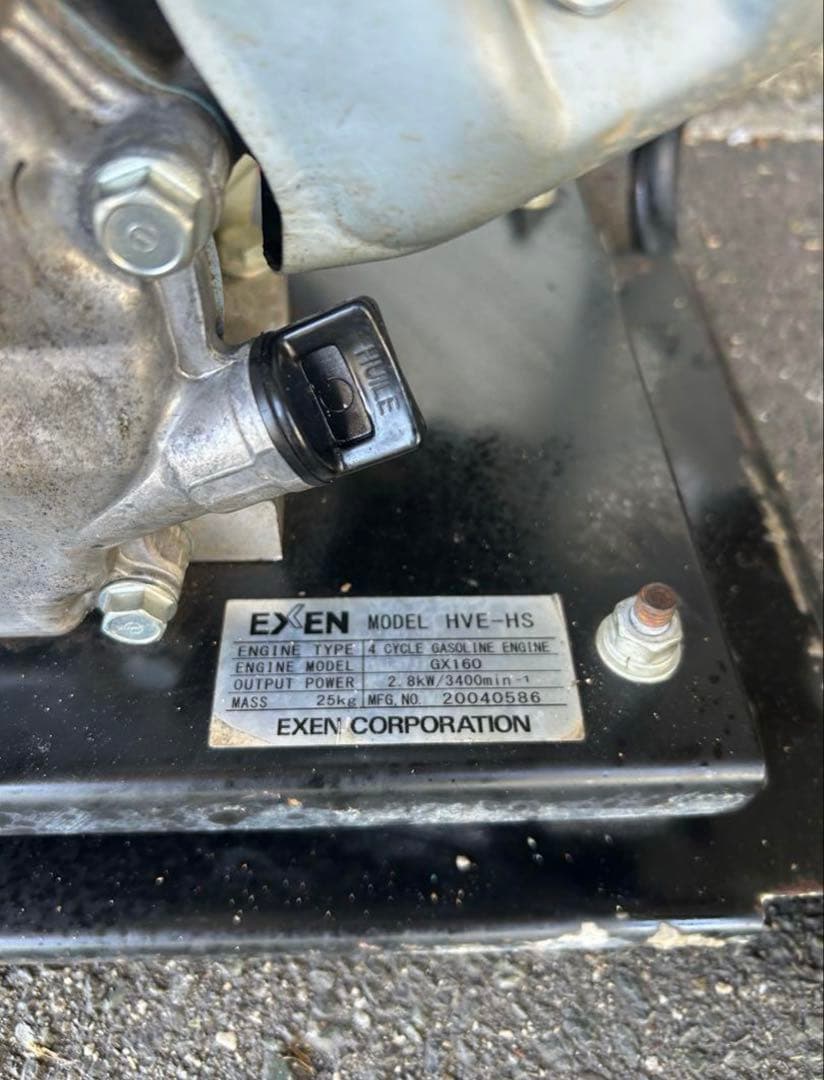 HUILE
EXEN MODEL HVE-HS
ENGINE TYPE 4 CYCLE GASOLINE ENGINE
ENGINE MODEL GX160
OUTPUT POWER 2.8kW/3400min⁻¹
MASS 25kg MFG.NO. 20040586
EXEN CORPORATION